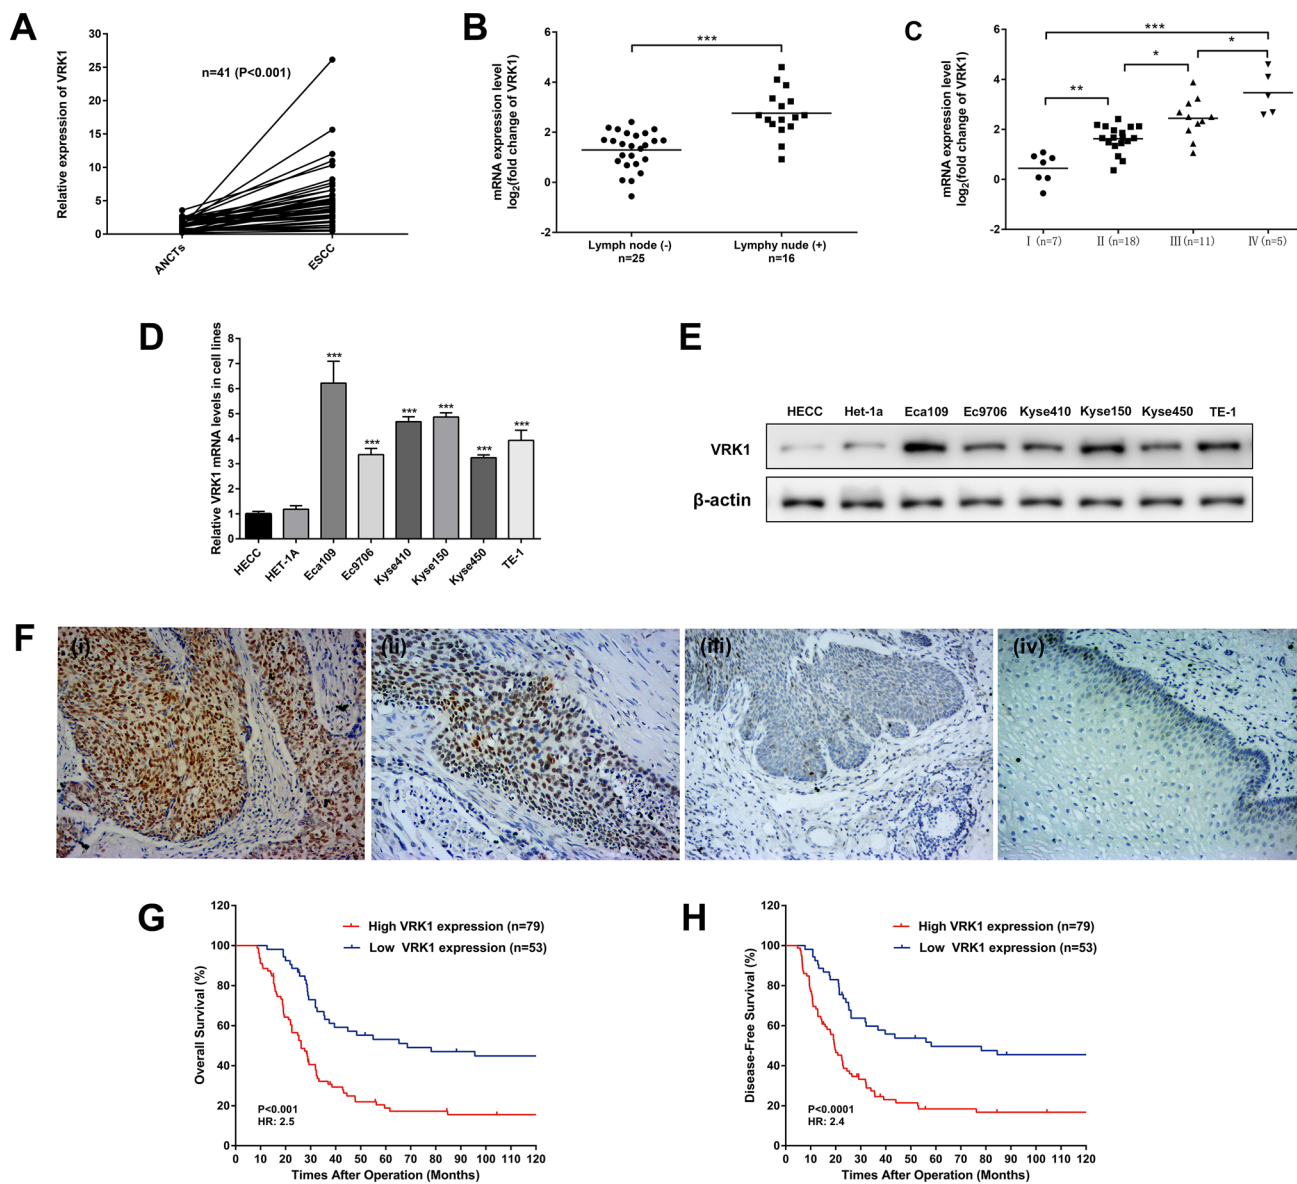 A
Relative expression of VRK1
30
25
20
15
10
5
0
n=41 (P<0.001)
ANCTs
ESCC
B
mRNA expression level
log2(fold change of VRK1)
6
4
2
0
-2
***
Lymph node (-)
n=25
Lymphy nude (+)
n=16
C
mRNA expression level
log2(fold change of VRK1)
6
4
2
0
-2
***
*
*
**
I (n=7)
II (n=18)
III (n=11)
IV (n=5)
D
Relative VRK1 mRNA levels in cell lines
8
7
6
5
4
3
2
1
0
***
***
***
***
***
***
HECC
HET-1A
Eca109
Ec9706
Kyse410
Kyse150
Kyse450
TE-1
E
HECC Het-1a Eca109 Ec9706 Kyse410 Kyse150 Kyse450 TE-1
VRK1
β-actin
F
(i)
(ii)
(iii)
(iv)
G
Overall Survival (%)
120
100
80
60
40
20
0
High VRK1 expression (n=79)
Low VRK1 expression (n=53)
P<0.001
HR: 2.5
0 10 20 30 40 50 60 70 80 90 100 110 120
Times After Operation (Months)
H
Disease-Free Survival (%)
120
100
80
60
40
20
0
High VRK1 expression (n=79)
Low VRK1 expression (n=53)
P<0.0001
HR: 2.4
0 10 20 30 40 50 60 70 80 90 100 110 120
Times After Operation (Months)